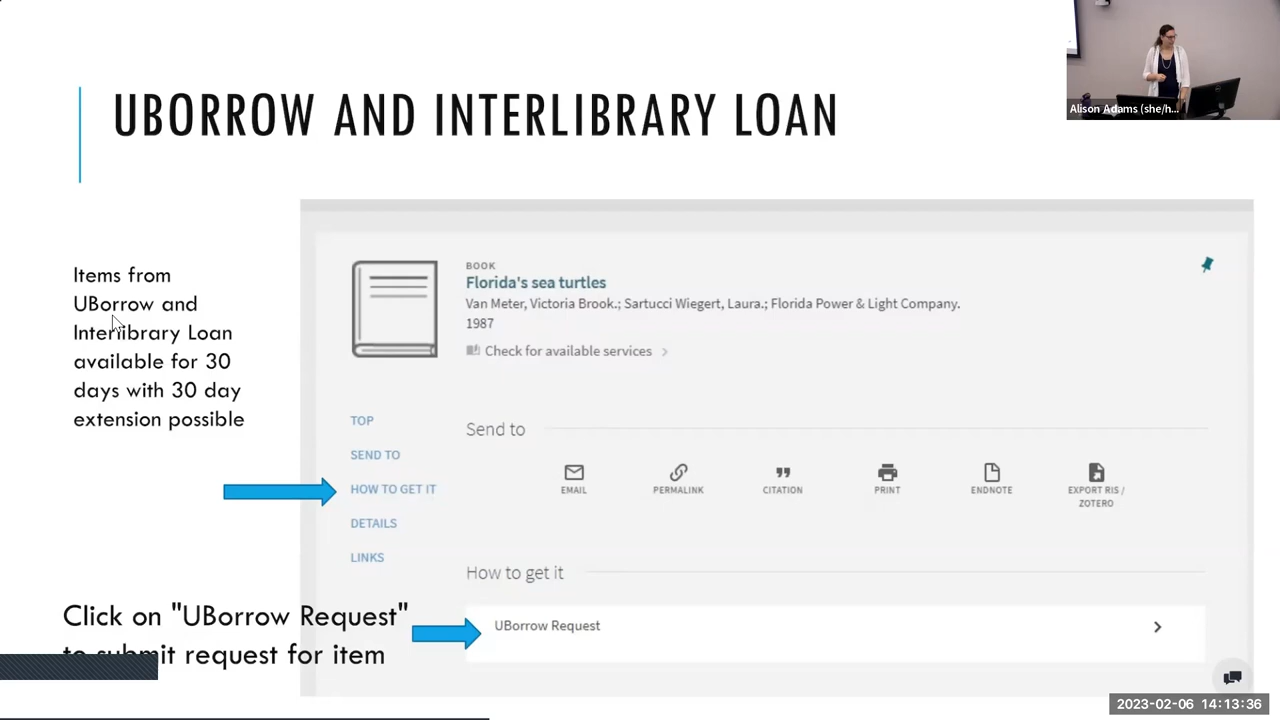 UBORROW AND INTERLIBRARY LOAN
Alison Adams (she/h...
Items from
UBorrow and
Interlibrary Loan
available for 30
days with 30 day
extension possible
BOOK
Florida's sea turtles
Van Meter, Victoria Brook.; Sartucci Wiegert, Laura.; Florida Power & Light Company.
1987
Check for available services
TOP
SEND TO
HOW TO GET IT
DETAILS
LINKS
Send to
EMAIL
PERMALINK
CITATION
PRINT
ENDNOTE
EXPORT RIS /
ZOTERO
How to get it
UBorrow Request
Click on "UBorrow Request"
to submit request for item
2023-02-06 14:13:36